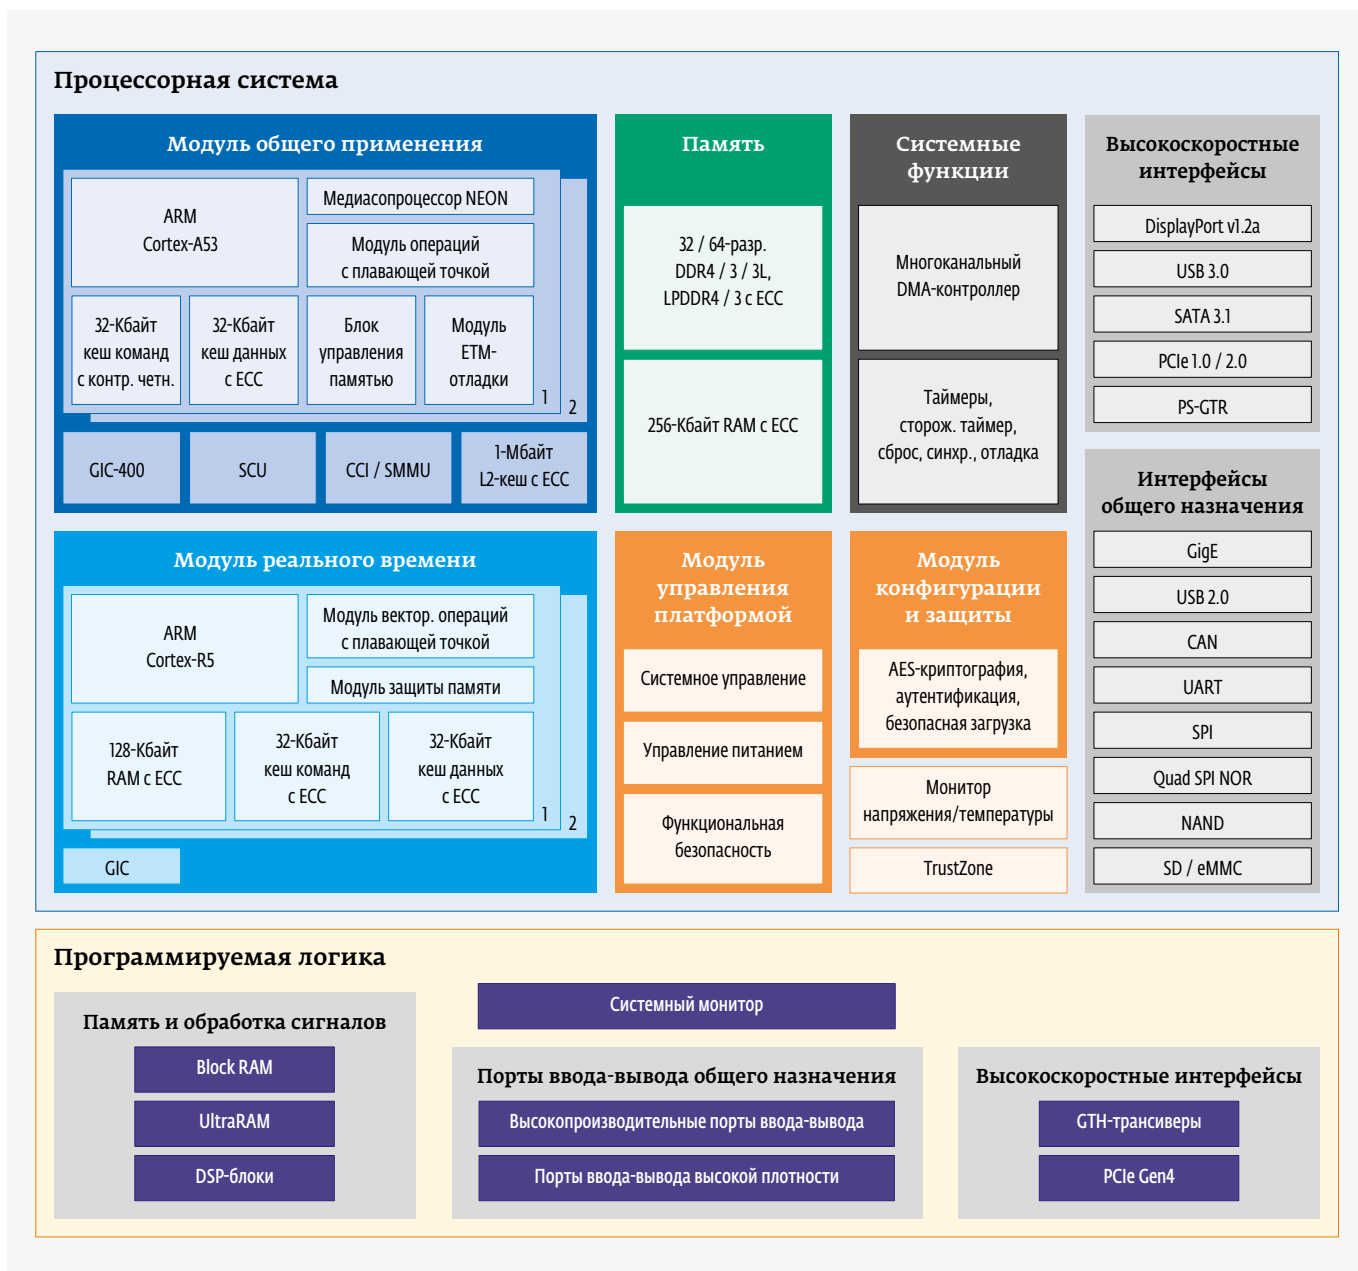 Процессорная система
Модуль общего применения
ARM
Cortex-A53
Медиасопроцессор NEON
Модуль операций
с плавающей точкой
32-Кбайт
кеш команд
с контр. четн.
32-Кбайт
кеш данных
с ECC
Блок
управления
памятью
Модуль
ETM-
отладки
1
2
GIC-400
SCU
CCI / SMMU
1-Мбайт
L2-кеш с ECC
Память
32 / 64-разр.
DDR4 / 3 / 3L,
LPDDR4 / 3 с ECC
256-Кбайт RAM с ECC
Системные
функции
Многоканальный
DMA-контроллер
Таймеры,
сторож. таймер,
сброс, синхр., отладка
Высокоскоростные
интерфейсы
DisplayPort v1.2a
USB 3.0
SATA 3.1
PCIe 1.0 / 2.0
PS-GTR
Модуль реального времени
ARM
Cortex-R5
Модуль вектор. операций
с плавающей точкой
Модуль защиты памяти
128-Кбайт
RAM с ECC
32-Кбайт
кеш команд
с ECC
32-Кбайт
кеш данных
с ECC
1
2
GIC
Модуль
управления
платформой
Системное управление
Управление питанием
Функциональная
безопасность
Модуль
конфигурации
и защиты
AES-криптография,
аутентификация,
безопасная загрузка
Монитор
напряжения/температуры
TrustZone
Интерфейсы
общего назначения
GigE
USB 2.0
CAN
UART
SPI
Quad SPI NOR
NAND
SD / eMMC
Программируемая логика
Память и обработка сигналов
Block RAM
UltraRAM
DSP-блоки
Системный монитор
Порты ввода-вывода общего назначения
Высокопроизводительные порты ввода-вывода
Порты ввода-вывода высокой плотности
Высокоскоростные интерфейсы
GTH-трансиверы
PCIe Gen4